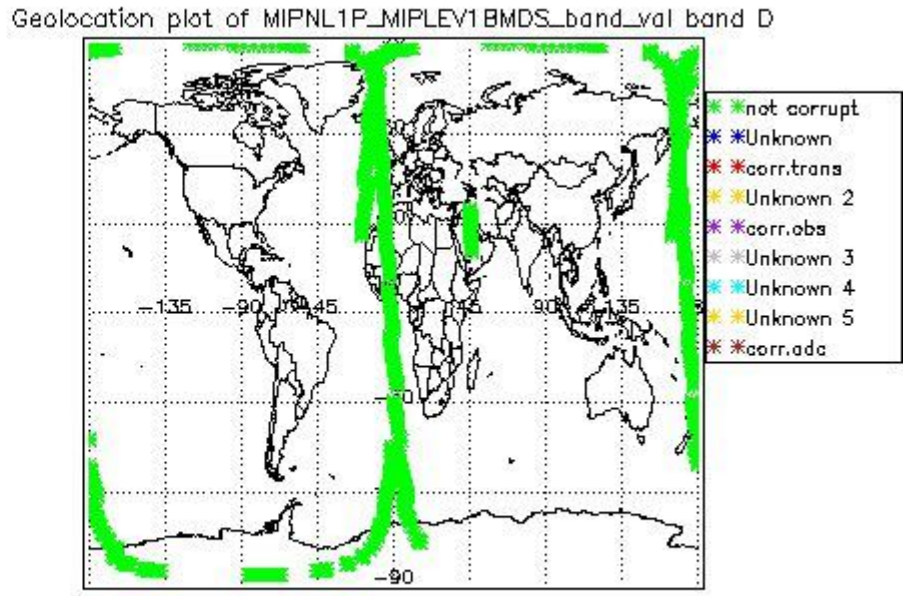 Geolocation plot of MIPNL1P_MIPLEV1BMDS_band_val band D
not corrupt
Unknown
corr.trans
Unknown 2
corr.obs
Unknown 3
Unknown 4
Unknown 5
corr.adc
-135
-90
-45
90
135
-90